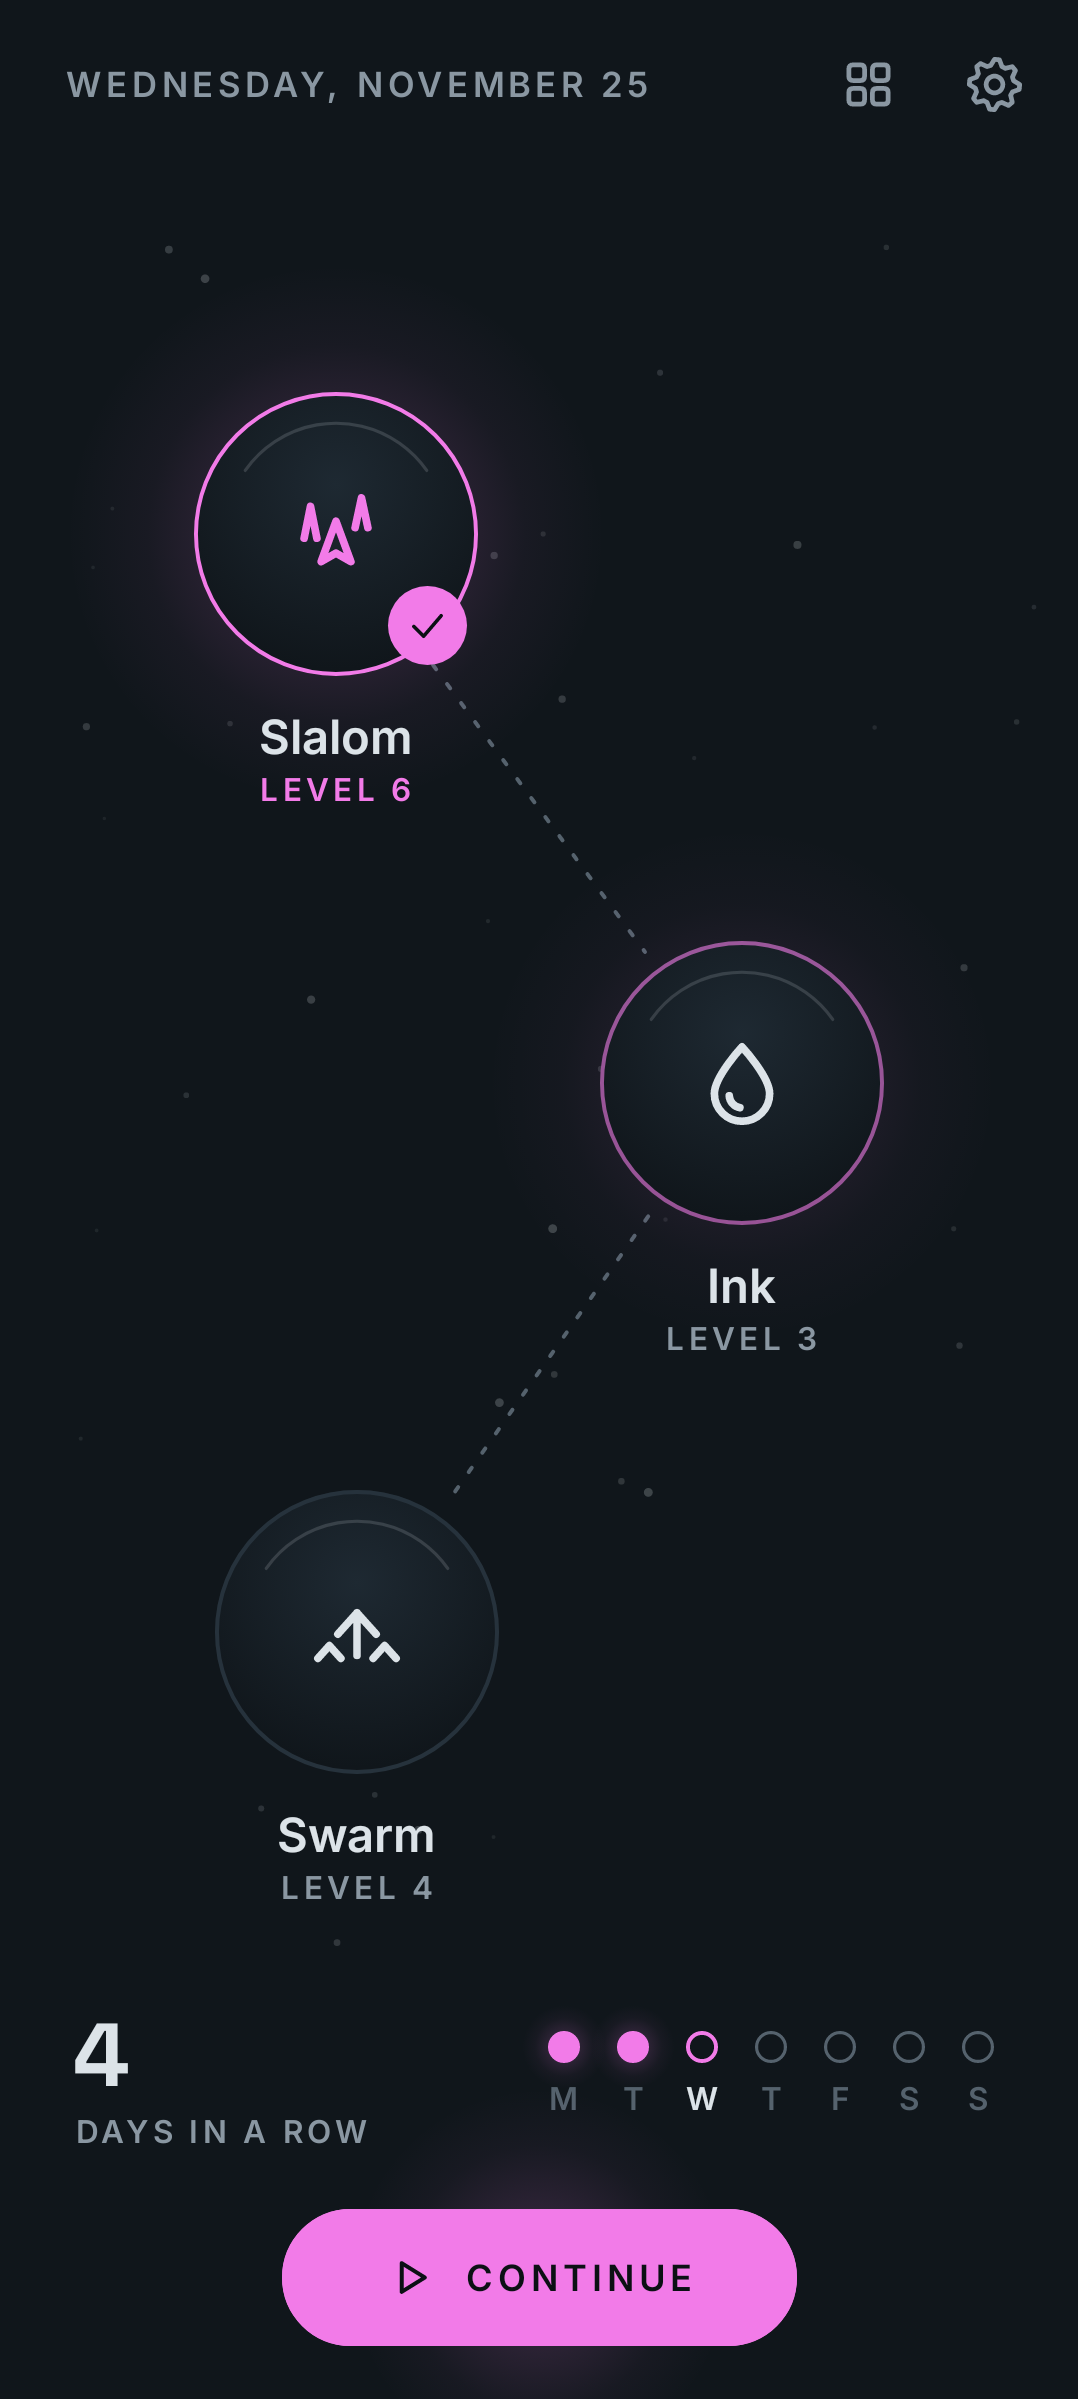 WEDNESDAY, NOVEMBER 25
Slalom
LEVEL 6
Ink
LEVEL 3
Swarm
LEVEL 4
4
DAYS IN A ROW
M T W T F S S
CONTINUE